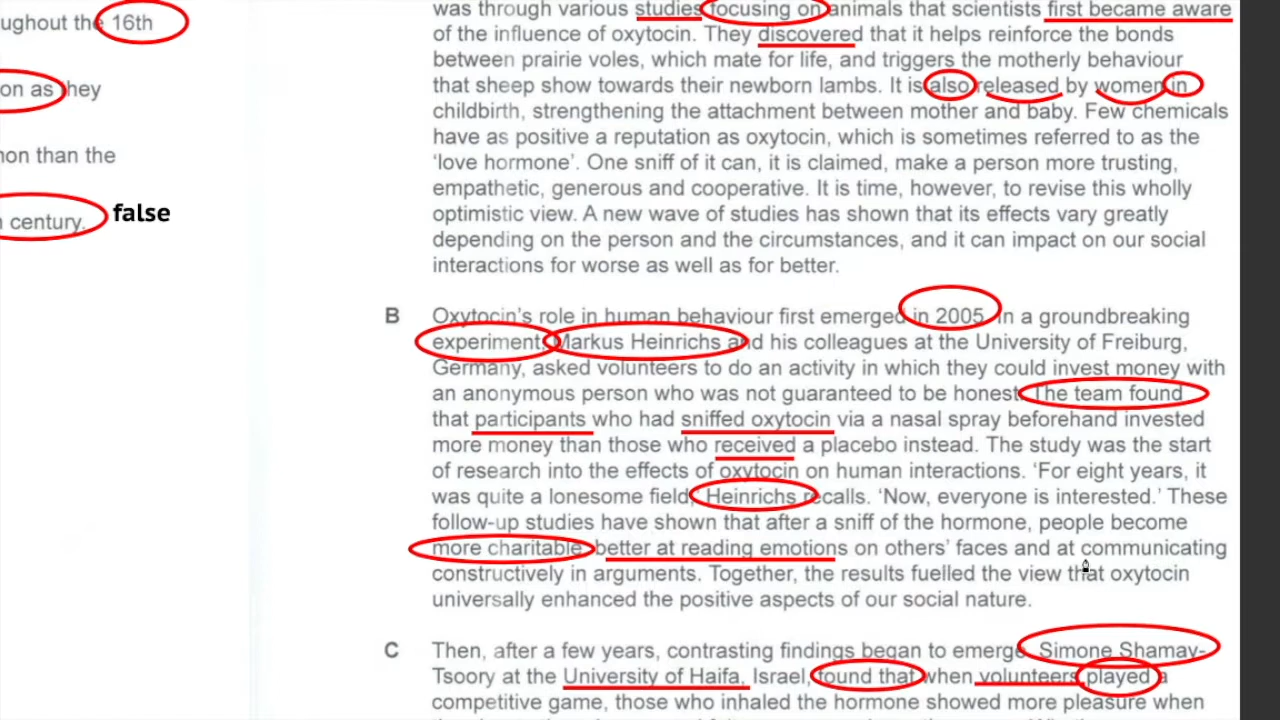 ughout the 16th
on as they
non than the
century. false
was through various studies focusing on animals that scientists first became aware
of the influence of oxytocin. They discovered that it helps reinforce the bonds
between prairie voles, which mate for life, and triggers the motherly behaviour
that sheep show towards their newborn lambs. It is also released by women in
childbirth, strengthening the attachment between mother and baby. Few chemicals
have as positive a reputation as oxytocin, which is sometimes referred to as the
‘love hormone’. One sniff of it can, it is claimed, make a person more trusting,
empathetic, generous and cooperative. It is time, however, to revise this wholly
optimistic view. A new wave of studies has shown that its effects vary greatly
depending on the person and the circumstances, and it can impact on our social
interactions for worse as well as for better.
B Oxytocin’s role in human behaviour first emerged in 2005. In a groundbreaking
experiment, Markus Heinrichs and his colleagues at the University of Freiburg,
Germany, asked volunteers to do an activity in which they could invest money with
an anonymous person who was not guaranteed to be honest. The team found
that participants who had sniffed oxytocin via a nasal spray beforehand invested
more money than those who received a placebo instead. The study was the start
of research into the effects of oxytocin on human interactions. ‘For eight years, it
was quite a lonesome field,’ Heinrichs recalls. ‘Now, everyone is interested.’ These
follow-up studies have shown that after a sniff of the hormone, people become
more charitable, better at reading emotions on others’ faces and at communicating
constructively in arguments. Together, the results fuelled the view that oxytocin
universally enhanced the positive aspects of our social nature.
C Then, after a few years, contrasting findings began to emerge. Simone Shamay-
Tsoory at the University of Haifa, Israel, found that when volunteers played a
competitive game, those who inhaled the hormone showed more pleasure when